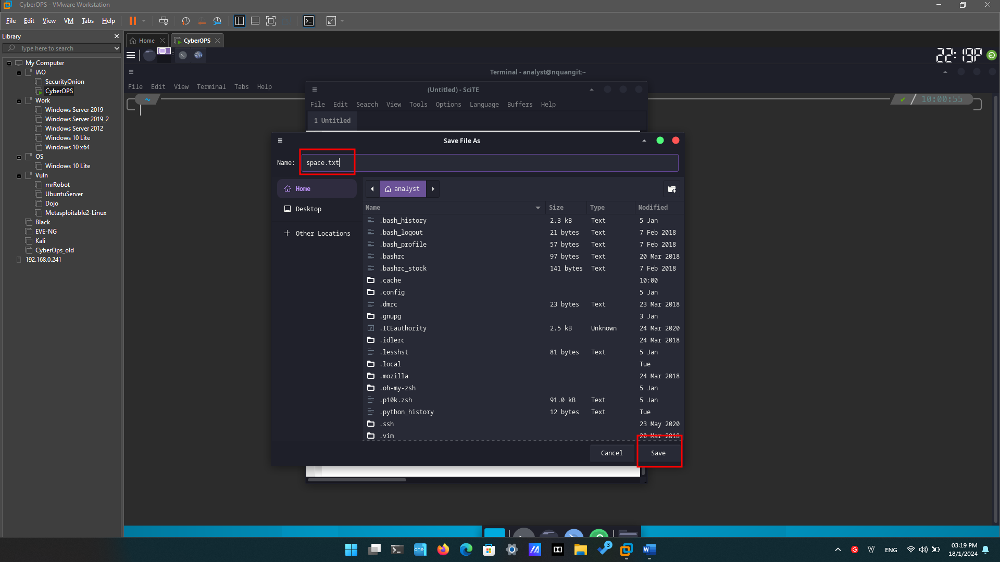 CyberOPS - VMware Workstation
File Edit View VM Tabs Help
Library
Type here to search
My Computer
IAO
SecurityOnion
CyberOPS
Work
Windows Server 2019
Windows Server 2019_2
Windows Server 2012
Windows 10 Lite
Windows 10 x64
OS
Windows 10 Lite
Vuln
mrRobot
UbuntuServer
Dojo
Metasploitable2-Linux
Black
EVE-NG
Kali
CyberOps_old
192.168.0.241
Home CyberOPS
22:19P
Terminal - analyst@nquangit:~
File Edit View Terminal Tabs Help
~
✔ 10:00:55
(Untitled) - SciTE
File Edit Search View Tools Options Language Buffers Help
1 Untitled
Save File As
Name: space.txt
Home
Desktop
Other Locations
analyst
Name Size Type Modified
.bash_history 2.3 kB Text 5 Jan
.bash_logout 21 bytes Text 7 Feb 2018
.bash_profile 57 bytes Text 7 Feb 2018
.bashrc 97 bytes Text 20 Mar 2018
.bashrc_stock 141 bytes Text 7 Feb 2018
.cache 10:00
.config 5 Jan
.dmrc 23 bytes Text 23 Mar 2018
.gnupg 3 Jan
.ICEauthority 2.5 kB Unknown 24 Mar 2020
.idlerc 24 Mar 2018
.lesshst 81 bytes Text 5 Jan
.local Tue
.mozilla 24 Mar 2018
.oh-my-zsh 5 Jan
.p10k.zsh 91.0 kB Text 5 Jan
.python_history 12 bytes Text Tue
.ssh 23 May 2020
.vim 20 Mar 2018
Cancel Save
one
3
W
G V ENG
03:19 PM
18/1/2024